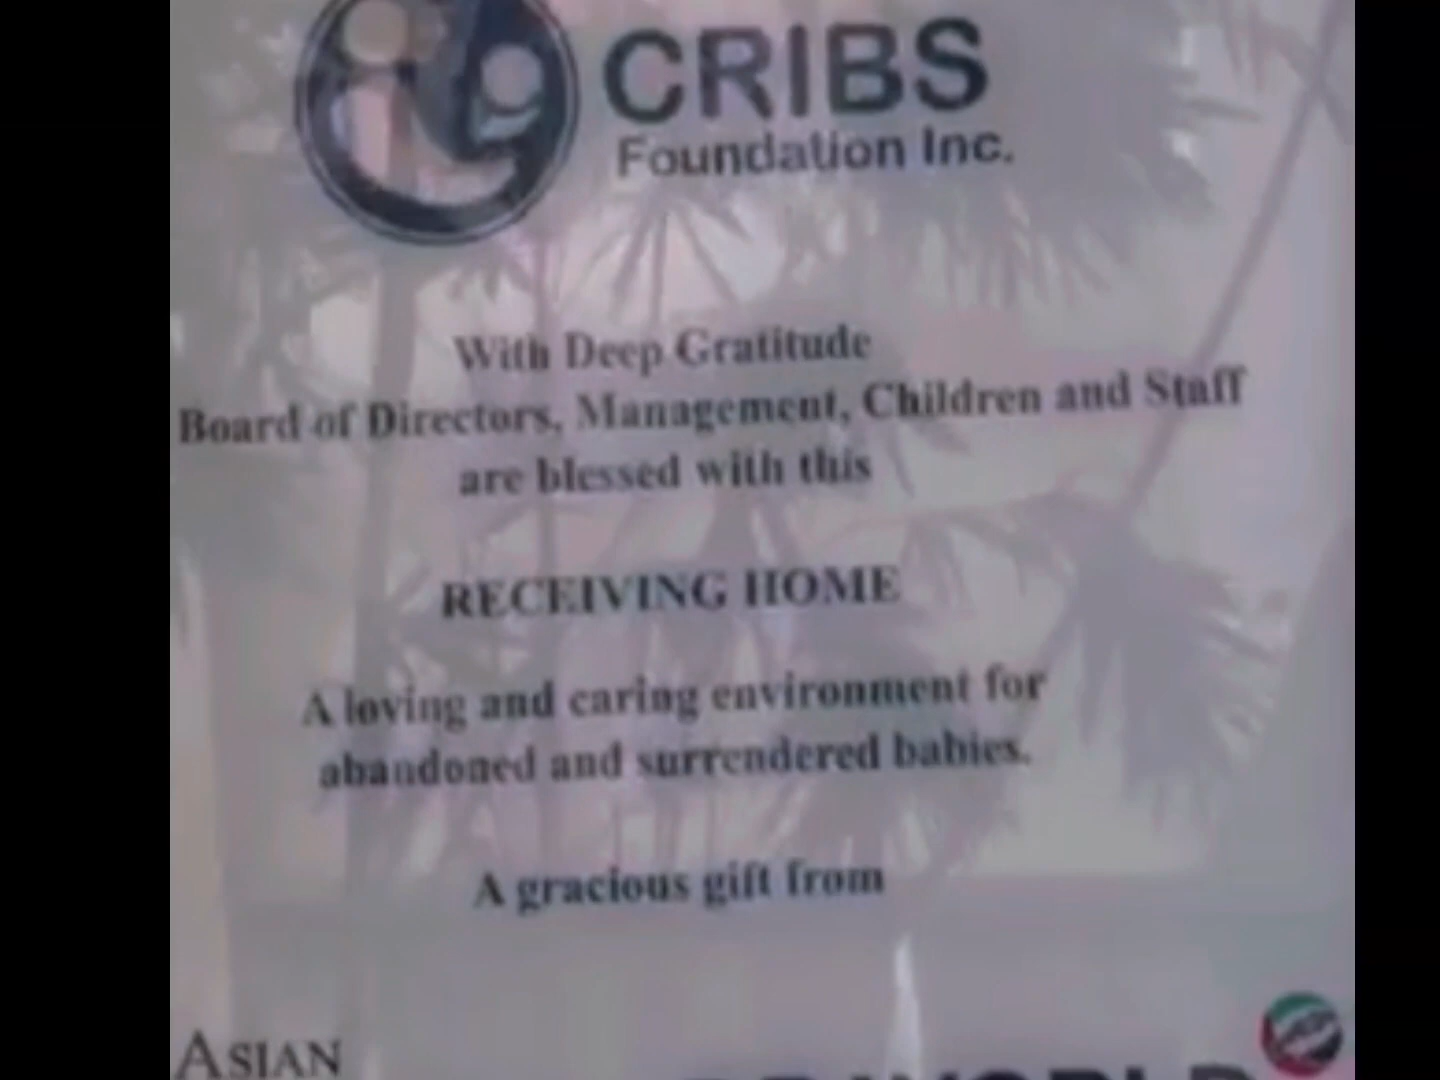 CRIBS
Foundation Inc.
With Deep Gratitude
Board of Directors, Management, Children and Staff
are blessed with this
RECEIVING HOME
A loving and caring environment for
abandoned and surrendered babies.
A gracious gift from
ASIAN
WORLD